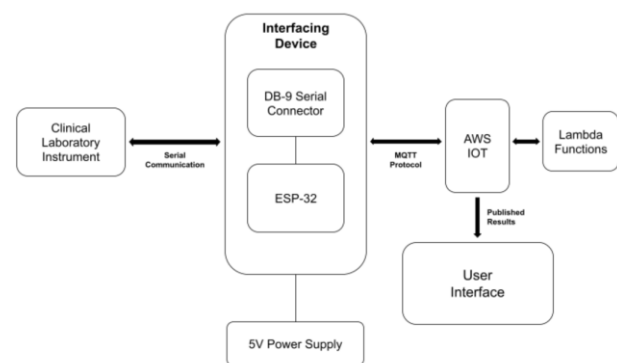 Interfacing
Device
DB-9 Serial
Connector
ESP-32
Clinical
Laboratory
Instrument
Serial
Communication
MQTT
Protocol
AWS
IOT
Lambda
Functions
Published
Results
User
Interface
5V Power Supply